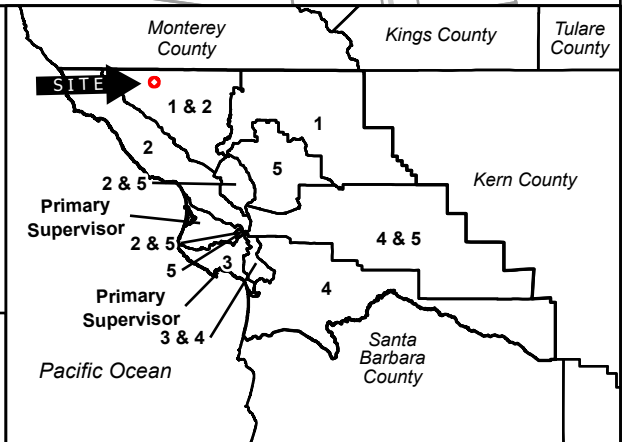 Monterey
County
Kings County
Tulare
County
SITE
1 & 2
1
2
5
2 & 5
Kern County
Primary
Supervisor
2 & 5
4 & 5
5
3
4
Primary
Supervisor
3 & 4
Santa
Barbara
County
Pacific Ocean